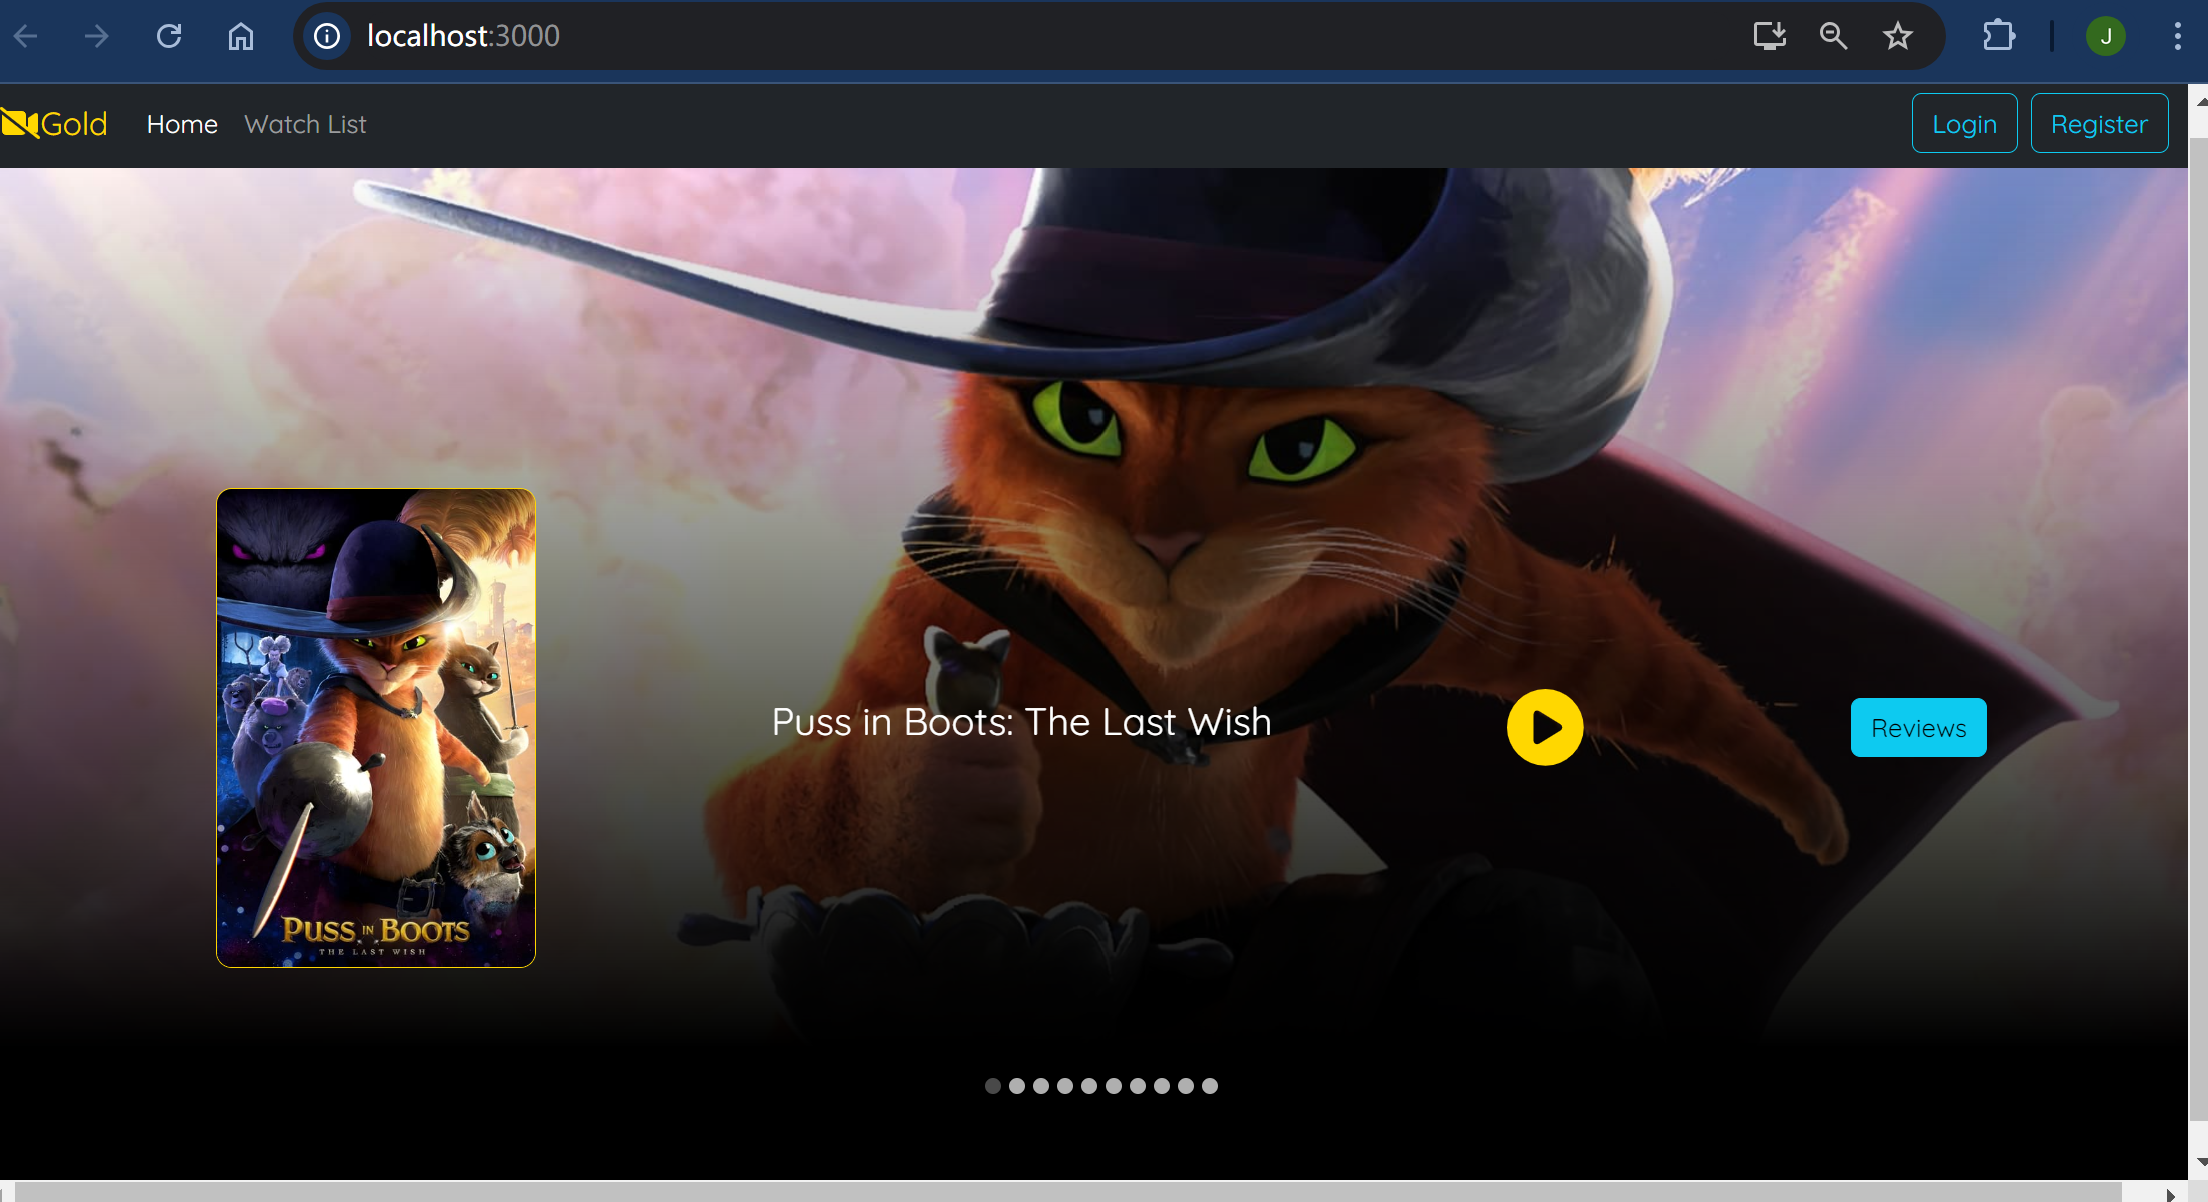 localhost:3000
J
Gold Home Watch List Login Register
Puss in Boots: The Last Wish
Reviews
PUSS IN BOOTS
THE LAST WISH